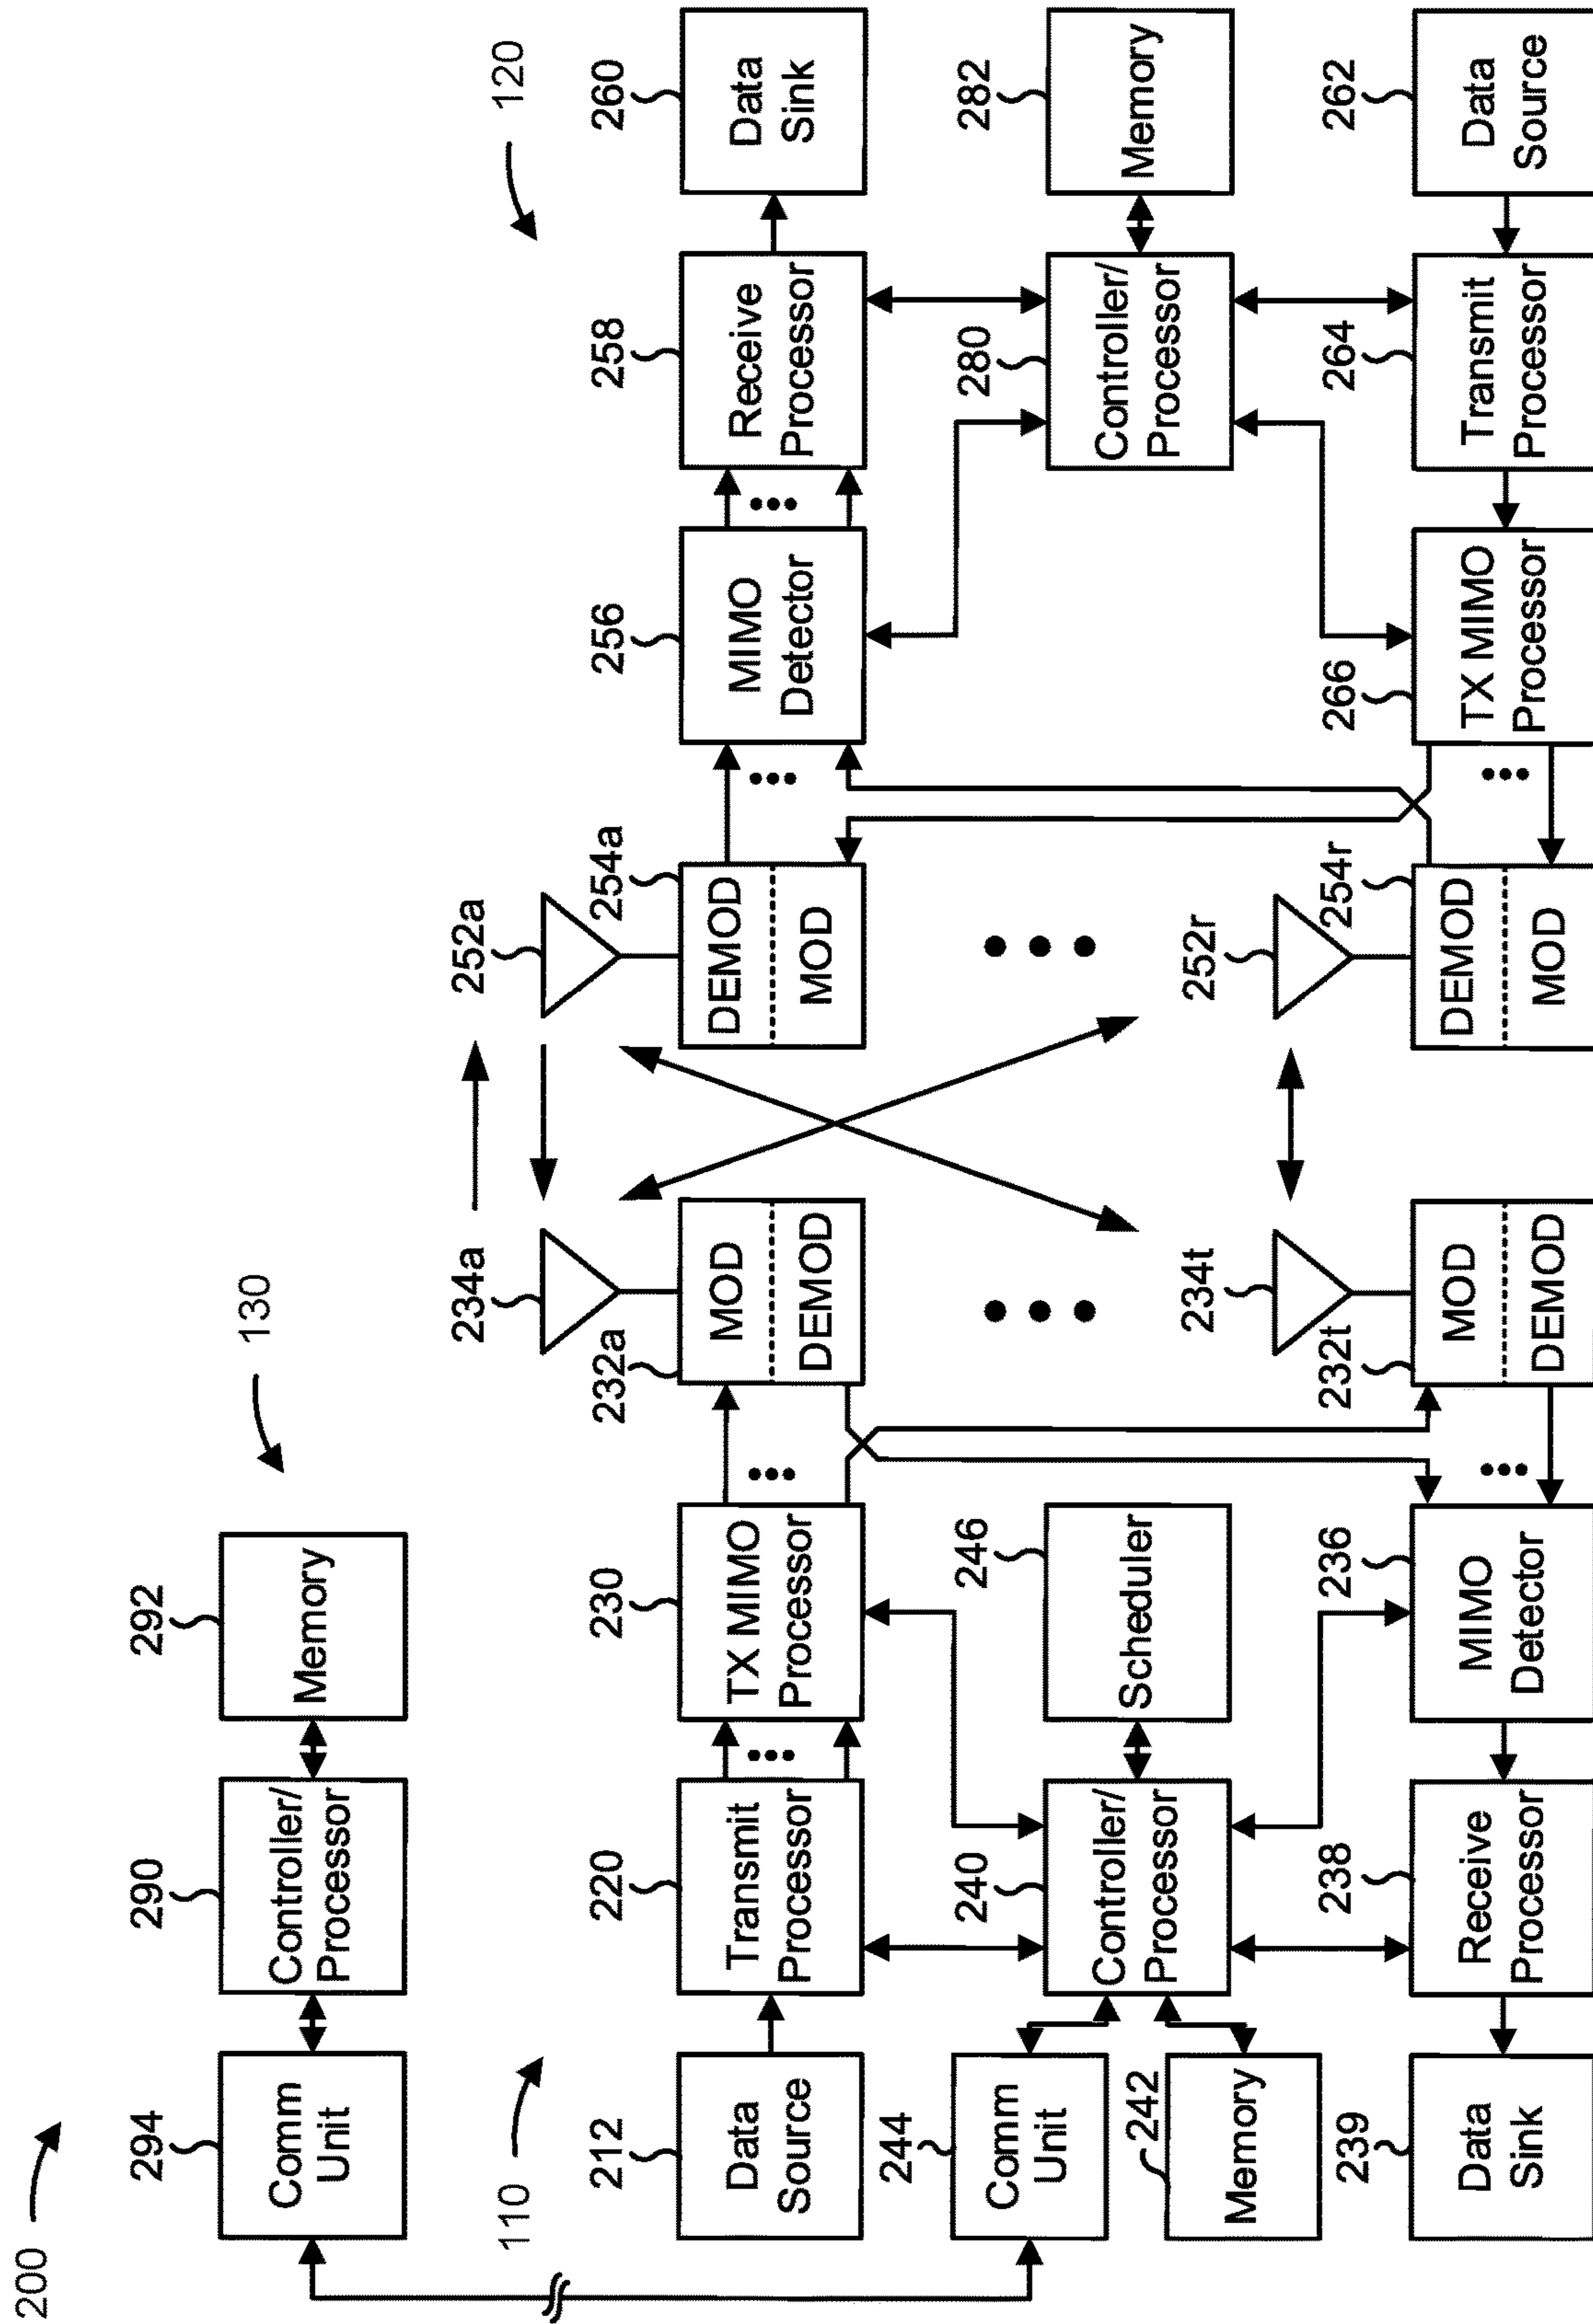 200
294
Comm
Unit
290
Controller/
Processor
292
Memory
130
110
212
Data
Source
220
Transmit
Processor
230
TX MIMO
Processor
232a
MOD
DEMOD
234a
252a
254a
DEMOD
MOD
256
MIMO
Detector
258
Receive
Processor
260
Data
Sink
120
244
Comm
Unit
242
Memory
240
Controller/
Processor
246
Scheduler
280
Controller/
Processor
282
Memory
239
Data
Sink
238
Receive
Processor
236
MIMO
Detector
232t
MOD
DEMOD
234t
252r
254r
DEMOD
MOD
266
TX MIMO
Processor
264
Transmit
Processor
262
Data
Source